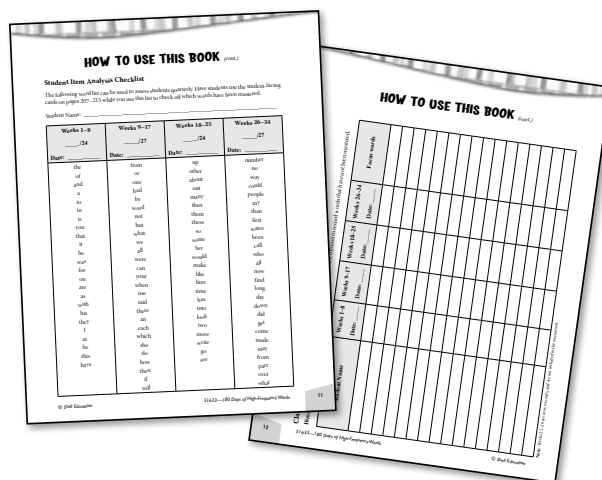 HOW TO USE THIS BOOK (cont.)
Student Item Analysis Checklist
The following word list can be used to assess students quarterly. Have students use the student-facing
cards on pages 207–215 while you use this list to check off which words have been mastered.
Student Name:
Weeks 1–8 Weeks 9–17 Weeks 18–25 Weeks 26–34
/24 /27 /24 /27
Date: Date: Date: Date:
the from up number
of or other no
and one about way
a had out could
to by many people
in word then my
is not them than
you but these first
that what so water
it we some been
he all her call
was were would who
for can make all
on your like now
are when him find
as use time long
with said has day
his there into down
they an look did
I each two get
at which more come
be she write made
this do go may
have how see from
their part
if over
will what
© Shell Education
51633—180 Days of High-Frequency Words
11
HOW TO USE THIS BOOK (cont.)
Student Name
Weeks 1–8
Date:
Weeks 9–17
Date:
Weeks 18–25
Date:
Weeks 26–34
Date:
Focus words
12
51633—180 Days of High-Frequency Words
© Shell Education